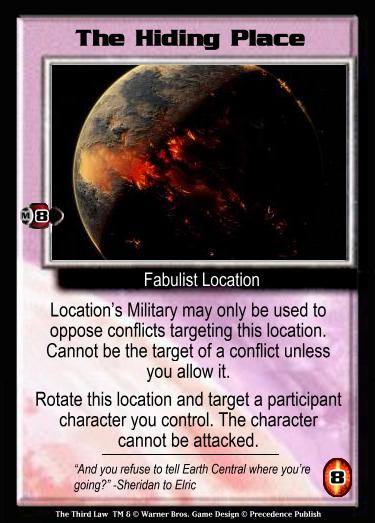 The Hiding Place
M 8
Fabulist Location
Location's Military may only be used to
oppose conflicts targeting this location.
Cannot be the target of a conflict unless
you allow it.
Rotate this location and target a participant
character you control. The character
cannot be attacked.
"And you refuse to tell Earth Central where you're
going?" -Sheridan to Elric
8
The Third Law TM & © Warner Bros. Game Design © Precedence Publish